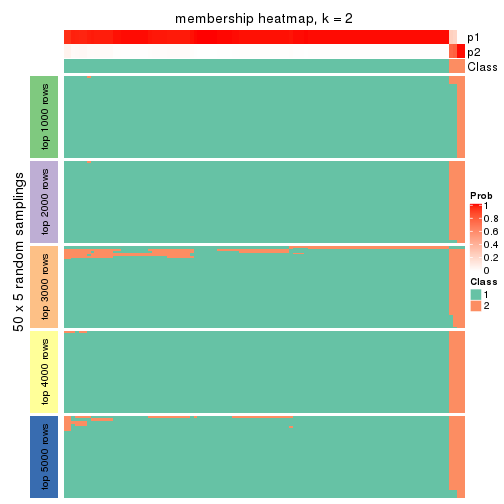 membership heatmap, k = 2
p1
p2
Class
top 1000 rows
top 2000 rows
top 3000 rows
top 4000 rows
top 5000 rows
50 x 5 random samplings
Prob
1
0.8
0.6
0.4
0.2
0
Class
1
2